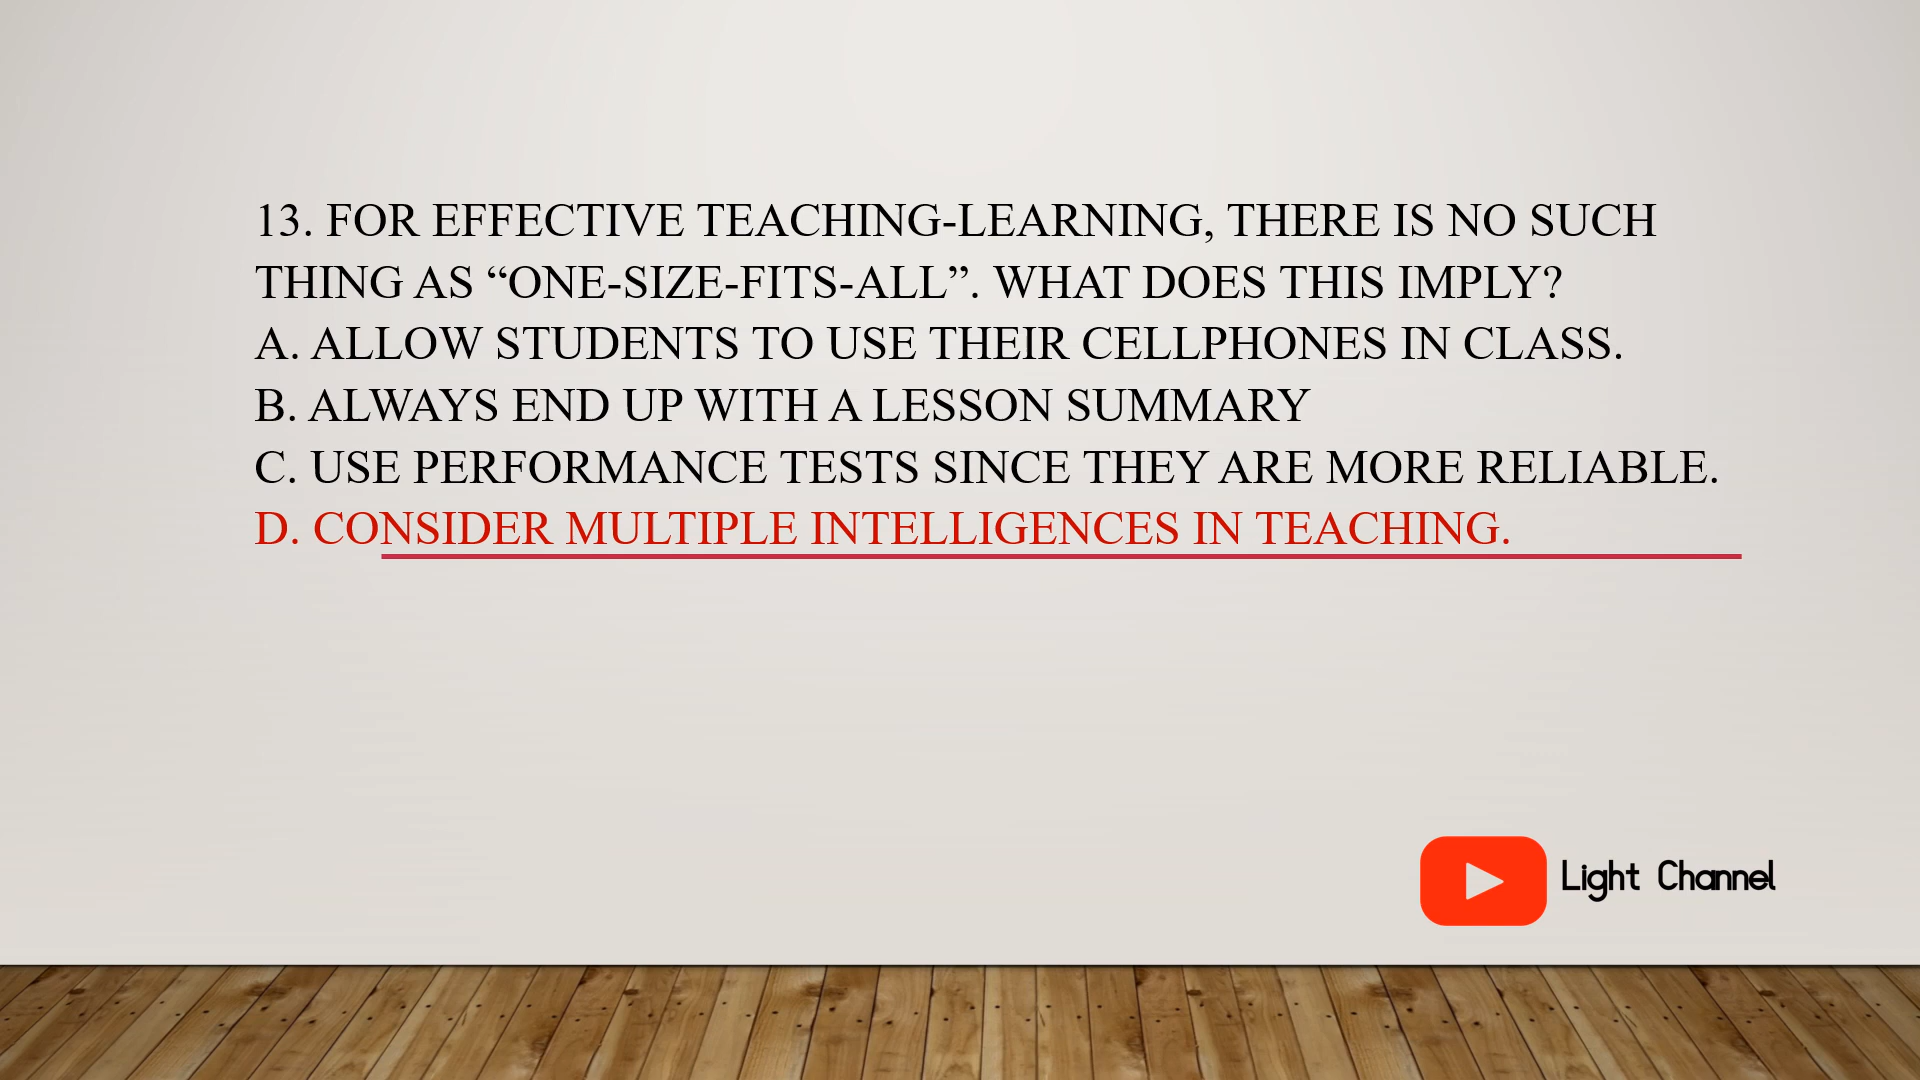 13. FOR EFFECTIVE TEACHING-LEARNING, THERE IS NO SUCH
THING AS “ONE-SIZE-FITS-ALL”. WHAT DOES THIS IMPLY?
A. ALLOW STUDENTS TO USE THEIR CELLPHONES IN CLASS.
B. ALWAYS END UP WITH A LESSON SUMMARY
C. USE PERFORMANCE TESTS SINCE THEY ARE MORE RELIABLE.
D. CONSIDER MULTIPLE INTELLIGENCES IN TEACHING.
Light Channel